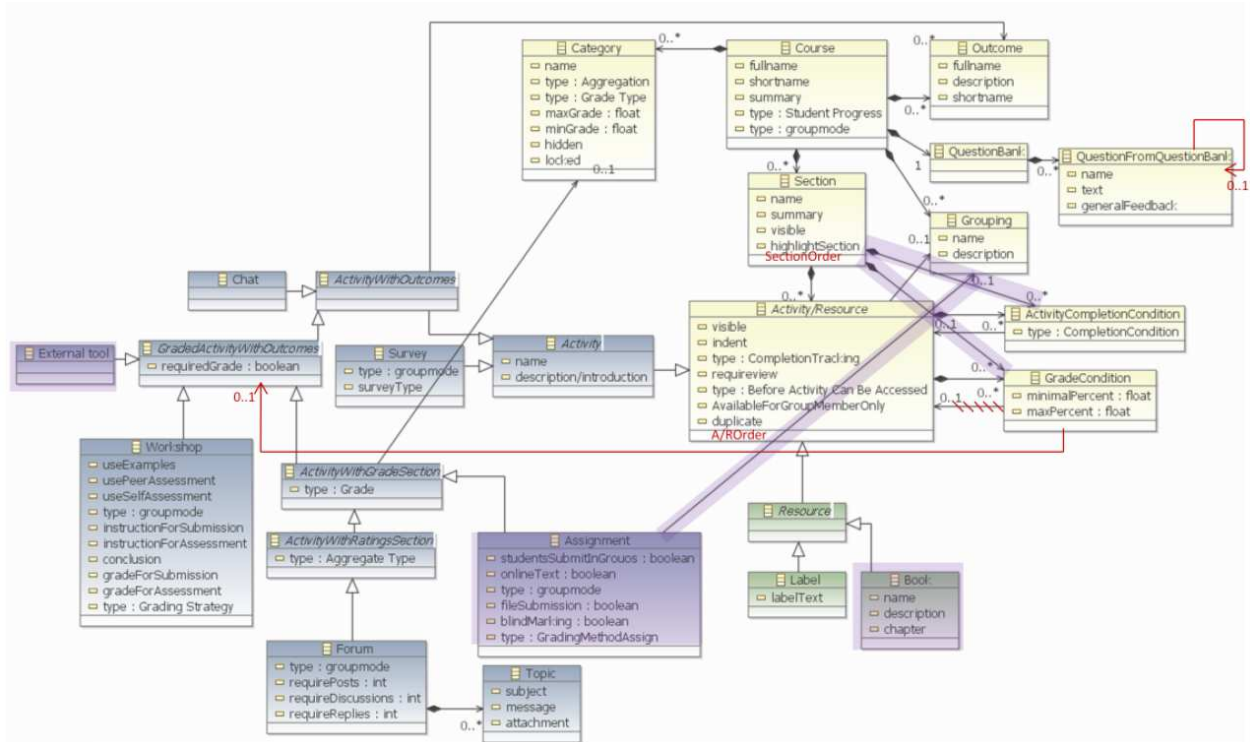 Category
name
type : Aggregation
type : Grade Type
maxGrade : float
minGrade : float
hidden
locked
0..1
0..*
Course
fullname
shortname
summary
type : Student Progress
type : groupmode
0..*
Outcome
fullname
description
shortname
0..*
QuestionBank
1
0..*
QuestionFromQuestionBank
name
text
generalFeedback
0..1
0..*
Section
name
summary
visible
highlightSection
SectionOrder
0..*
Grouping
name
description
0..1
0..1
0..*
0..*
Chat
ActivityWithOutcomes
External tool
GradedActivityWithOutcomes
requiredGrade : boolean
0..1
Survey
type : groupmode
surveyType
Activity
name
description/introduction
Activity/Resource
visible
indent
type : CompletionTracking
requireview
type : Before Activity Can Be Accessed
AvailableForGroupMemberOnly
duplicate
A/ROrder
0..1
0..*
ActivityCompletionCondition
type : CompletionCondition
0..*
0..1
0..*
GradeCondition
minimalPercent : float
maxPercent : float
Workshop
useExamples
usePeerAssessment
useSelfAssessment
type : groupmode
instructionForSubmission
instructionForAssessment
conclusion
gradeForSubmission
gradeForAssessment
type : Grading Strategy
ActivityWithGradeSection
type : Grade
ActivityWithRatingsSection
type : Aggregate Type
Assignment
studentsSubmitInGroups : boolean
onlineText : boolean
type : groupmode
fileSubmission : boolean
blindMarking : boolean
type : GradingMethodAssign
Resource
Label
labelText
Book
name
description
chapter
Forum
type : groupmode
requirePosts : int
requireDiscussions : int
requireReplies : int
0..*
Topic
subject
message
attachment